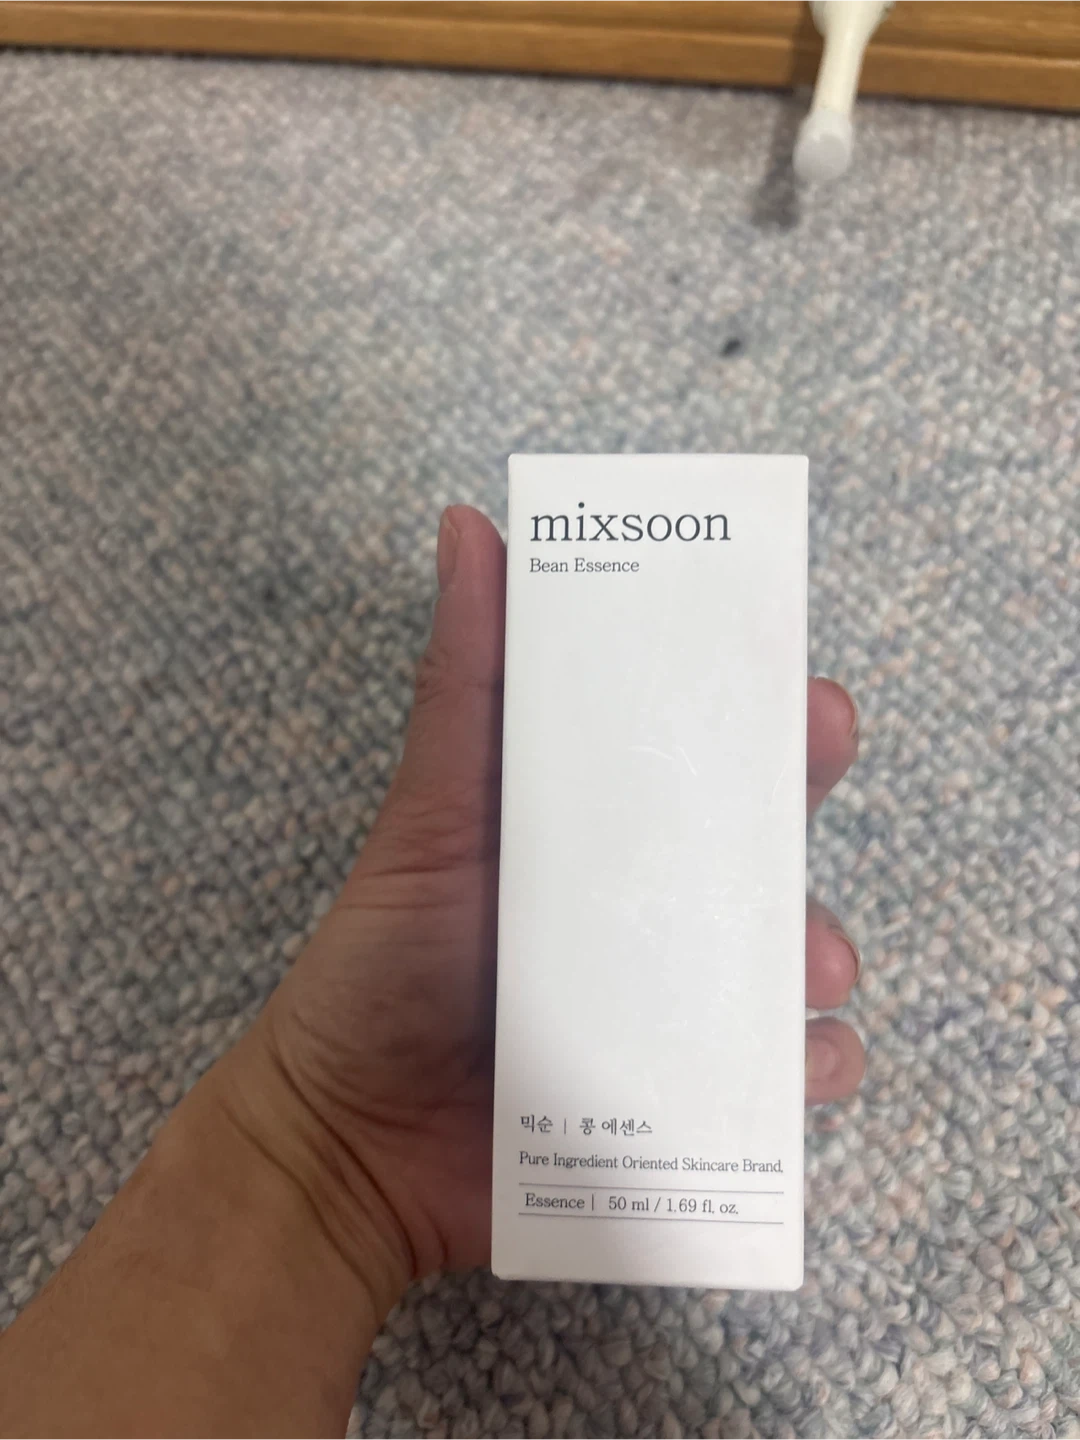 mixsoon
Bean Essence
믹순 | 콩 에센스
Pure Ingredient Oriented Skincare Brand.
Essence | 50 ml / 1.69 fl. oz.